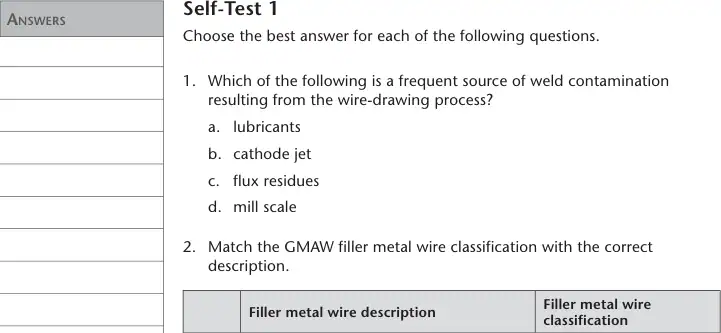 ANSWERS
Self-Test 1
Choose the best answer for each of the following questions.
1. Which of the following is a frequent source of weld contamination
resulting from the wire-drawing process?
a. lubricants
b. cathode jet
c. flux residues
d. mill scale
2. Match the GMAW filler metal wire classification with the correct
description.
Filler metal wire description
Filler metal wire
classification